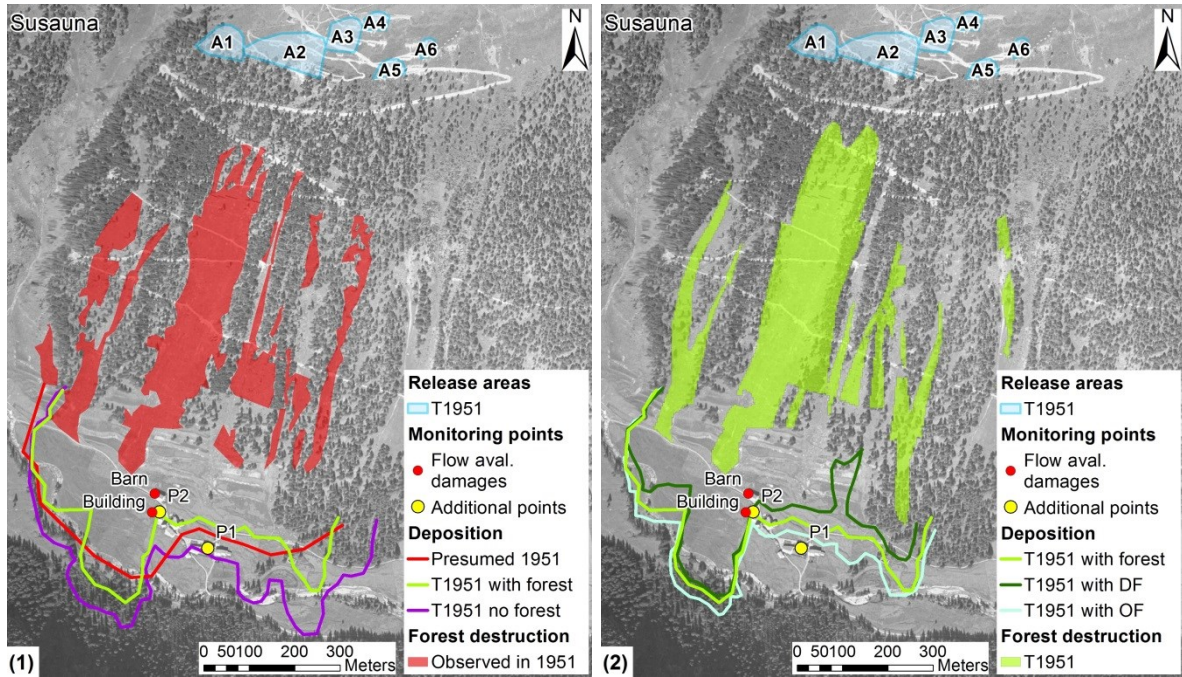 Susauna
A1
A2
A3
A4
A5
A6
N
Barn
P2
Building
P1
Release areas
T1951
Monitoring points
Flow aval.
damages
Additional points
Deposition
Presumed 1951
T1951 with forest
T1951 no forest
Forest destruction
Observed in 1951
(1)
0 50100 200 300
Meters
Susauna
A1
A2
A3
A4
A5
A6
N
Barn
P2
Building
P1
Release areas
T1951
Monitoring points
Flow aval.
damages
Additional points
Deposition
T1951 with forest
T1951 with DF
T1951 with OF
Forest destruction
T1951
(2)
0 50100 200 300
Meters